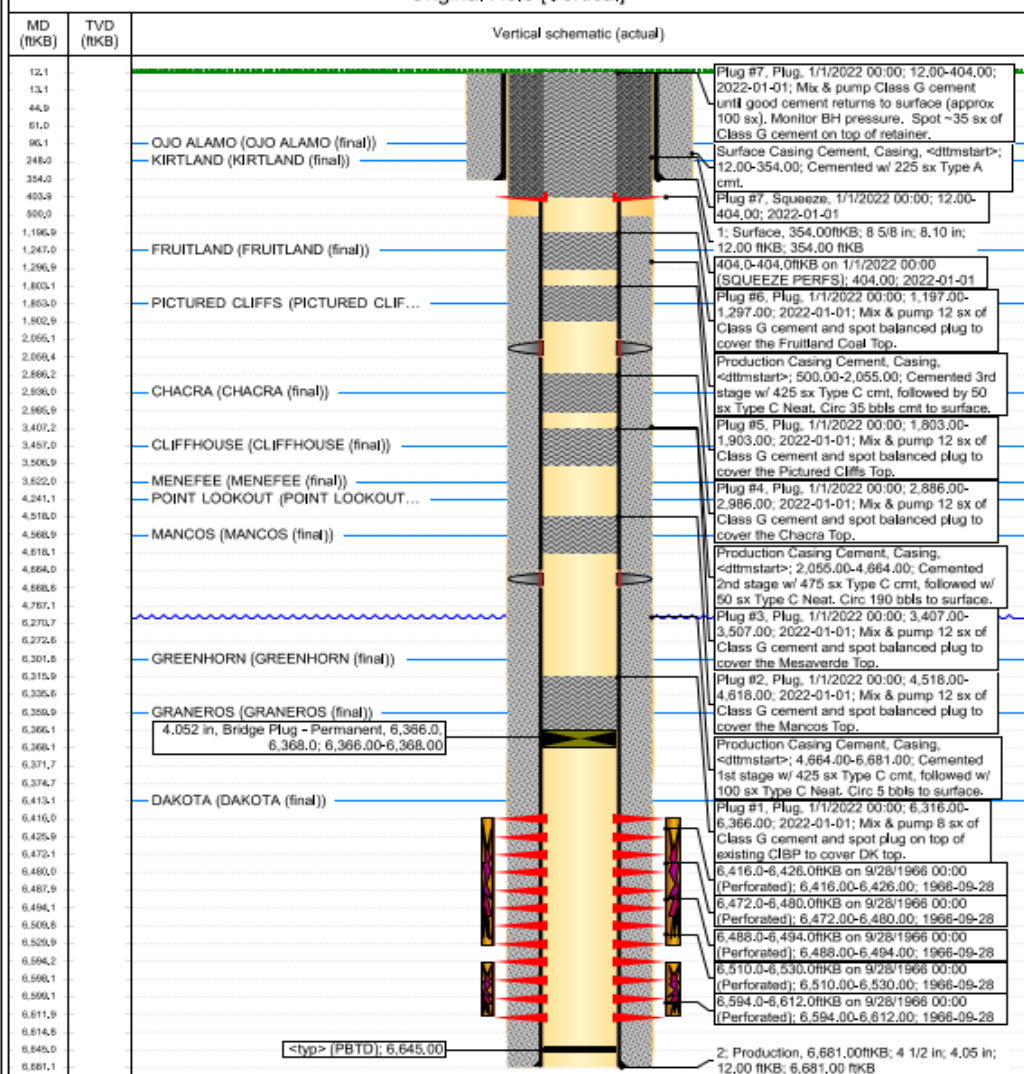 MD
(ftKB)
TVD
(ftKB)
Vertical schematic (actual)
12.1
13.1
44.9
61.0
96.1
248.0
354.0
403.9
500.0
1,196.9
1,247.0
1,296.9
1,803.1
1,853.0
1,902.9
2,055.1
2,059.4
2,886.2
2,936.0
2,985.9
3,407.2
3,457.0
3,506.9
3,622.0
4,241.1
4,518.0
4,568.9
4,618.1
4,664.0
4,668.6
4,767.1
6,270.7
6,272.6
6,301.8
6,315.9
6,335.6
6,359.9
6,366.1
6,368.1
6,371.7
6,374.7
6,413.1
6,416.0
6,425.9
6,472.1
6,480.0
6,487.9
6,494.1
6,509.8
6,529.9
6,594.2
6,598.1
6,599.1
6,611.9
6,614.8
6,645.0
6,681.1
OJO ALAMO (OJO ALAMO (final))
KIRTLAND (KIRTLAND (final))
FRUITLAND (FRUITLAND (final))
PICTURED CLIFFS (PICTURED CLIF...
CHACRA (CHACRA (final))
CLIFFHOUSE (CLIFFHOUSE (final))
MENEFEE (MENEFEE (final))
POINT LOOKOUT (POINT LOOKOUT...
MANCOS (MANCOS (final))
GREENHORN (GREENHORN (final))
GRANEROS (GRANEROS (final))
4.052 in, Bridge Plug - Permanent, 6,366.0,
6,368.0; 6,366.00-6,368.00
DAKOTA (DAKOTA (final))
<typ> (PBTD); 6,645.00
Plug #7, Plug, 1/1/2022 00:00; 12.00-404.00;
2022-01-01; Mix & pump Class G cement
until good cement returns to surface (approx
100 sx). Monitor BH pressure. Spot ~35 sx of
Class G cement on top of retainer.
Surface Casing Cement, Casing, <dttmstart>;
12.00-354.00; Cemented w/ 225 sx Type A
cmt.
Plug #7, Squeeze, 1/1/2022 00:00; 12.00-
404.00; 2022-01-01
1; Surface, 354.00ftKB; 8 5/8 in; 8.10 in;
12.00 ftKB; 354.00 ftKB
404.0-404.0ftKB on 1/1/2022 00:00
(SQUEEZE PERFS); 404.00; 2022-01-01
Plug #6, Plug, 1/1/2022 00:00; 1,197.00-
1,297.00; 2022-01-01; Mix & pump 12 sx of
Class G cement and spot balanced plug to
cover the Fruitland Coal Top.
Production Casing Cement, Casing,
<dttmstart>; 500.00-2,055.00; Cemented 3rd
stage w/ 425 sx Type C cmt, followed by 50
sx Type C Neat. Circ 35 bbls cmt to surface.
Plug #5, Plug, 1/1/2022 00:00; 1,803.00-
1,903.00; 2022-01-01; Mix & pump 12 sx of
Class G cement and spot balanced plug to
cover the Pictured Cliffs Top.
Plug #4, Plug, 1/1/2022 00:00; 2,886.00-
2,986.00; 2022-01-01; Mix & pump 12 sx of
Class G cement and spot balanced plug to
cover the Chacra Top.
Production Casing Cement, Casing,
<dttmstart>; 2,055.00-4,664.00; Cemented
2nd stage w/ 475 sx Type C cmt, followed w/
50 sx Type C Neat. Circ 190 bbls to surface.
Plug #3, Plug, 1/1/2022 00:00; 3,407.00-
3,507.00; 2022-01-01; Mix & pump 12 sx of
Class G cement and spot balanced plug to
cover the Mesaverde Top.
Plug #2, Plug, 1/1/2022 00:00; 4,518.00-
4,618.00; 2022-01-01; Mix & pump 12 sx of
Class G cement and spot balanced plug to
cover the Mancos Top.
Production Casing Cement, Casing,
<dttmstart>; 4,664.00-6,681.00; Cemented
1st stage w/ 425 sx Type C cmt, followed w/
100 sx Type C Neat. Circ 5 bbls to surface.
Plug #1, Plug, 1/1/2022 00:00; 6,316.00-
6,366.00; 2022-01-01; Mix & pump 8 sx of
Class G cement and spot plug on top of
existing CIBP to cover DK top.
6,416.0-6,426.0ftKB on 9/28/1966 00:00
(Perforated); 6,416.00-6,426.00; 1966-09-28
6,472.0-6,480.0ftKB on 9/28/1966 00:00
(Perforated); 6,472.00-6,480.00; 1966-09-28
6,488.0-6,494.0ftKB on 9/28/1966 00:00
(Perforated); 6,488.00-6,494.00; 1966-09-28
6,510.0-6,530.0ftKB on 9/28/1966 00:00
(Perforated); 6,510.00-6,530.00; 1966-09-28
6,594.0-6,612.0ftKB on 9/28/1966 00:00
(Perforated); 6,594.00-6,612.00; 1966-09-28
2; Production, 6,681.00ftKB; 4 1/2 in; 4.05 in;
12.00 ftKB; 6,681.00 ftKB